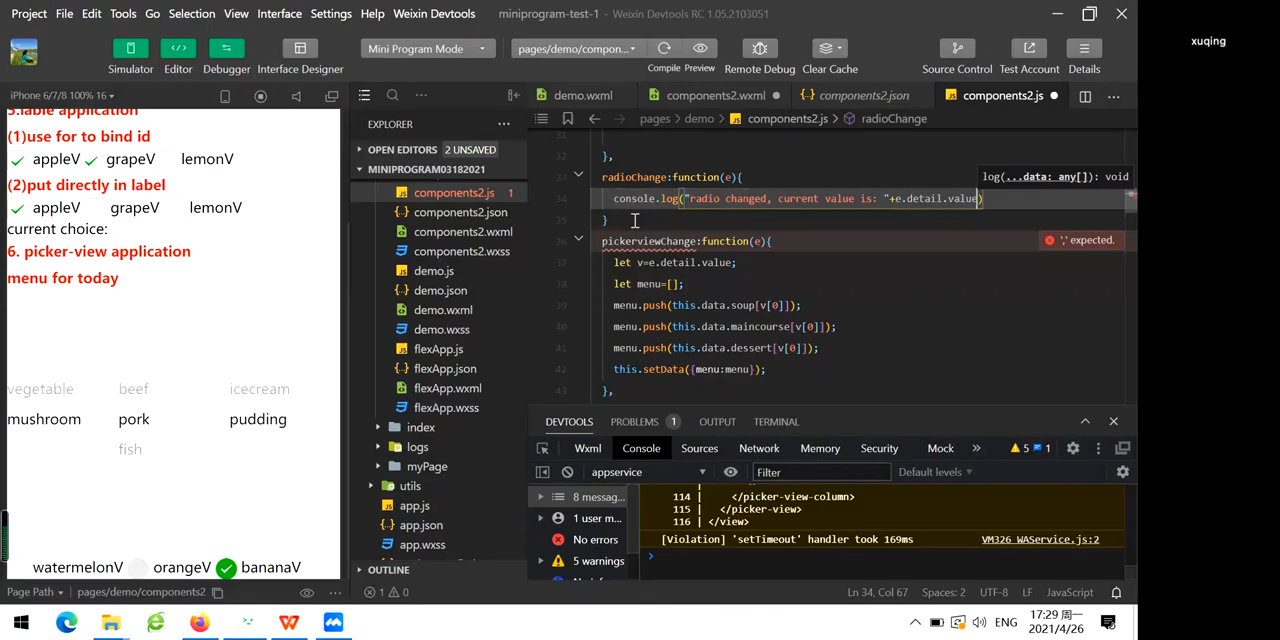 Project File Edit Tools Go Selection View Interface Settings Help Weixin Devtools miniprogram-test-1 - Weixin Devtools RC 1.05.2103051
xuqing
Mini Program Mode
pages/demo/compon...
Simulator Editor Debugger Interface Designer Compile Preview Remote Debug Clear Cache Source Control Test Account Details
iPhone 6/7/8 100% 16
demo.wxml components2.wxml components2.json components2.js
EXPLORER
pages demo components2.js radioChange
OPEN EDITORS 2 UNSAVED
MINIPROGRAM03182021
components2.js 1
components2.json
components2.wxml
components2.wxss
demo.js
demo.json
demo.wxml
demo.wxss
flexApp.js
flexApp.json
flexApp.wxml
flexApp.wxss
index
logs
myPage
utils
app.js
app.json
app.wxss
OUTLINE
5.lable application
(1)use for to bind id
appleV grapeV lemonV
(2)put directly in label
appleV grapeV lemonV
current choice:
6. picker-view application
menu for today
vegetable beef icecream
mushroom pork pudding
fish
watermelonV orangeV bananaV
31
32 },
33 radioChange:function(e){
log(...data: any[]): void
34 console.log("radio changed, current value is: "+e.detail.value)
35 }
36 pickerviewChange:function(e){
',' expected.
37 let v=e.detail.value;
38 let menu=[];
39 menu.push(this.data.soup[v[0]]);
40 menu.push(this.data.maincourse[v[0]]);
41 menu.push(this.data.dessert[v[0]]);
42 this.setData({menu:menu});
43 },
DEVTOOLS PROBLEMS 1 OUTPUT TERMINAL
Wxml Console Sources Network Memory Security Mock » 5 1
appservice Filter Default levels
8 messag...
1 user m...
No errors
5 warnings
114 | </picker-view-column>
115 | </picker-view>
116 | </view>
[Violation] 'setTimeout' handler took 169ms VM326 WAService.js:2
Page Path pages/demo/components2 1 0 Ln 34, Col 67 Spaces: 2 UTF-8 LF JavaScript
ENG
17:29 周一
2021/4/26